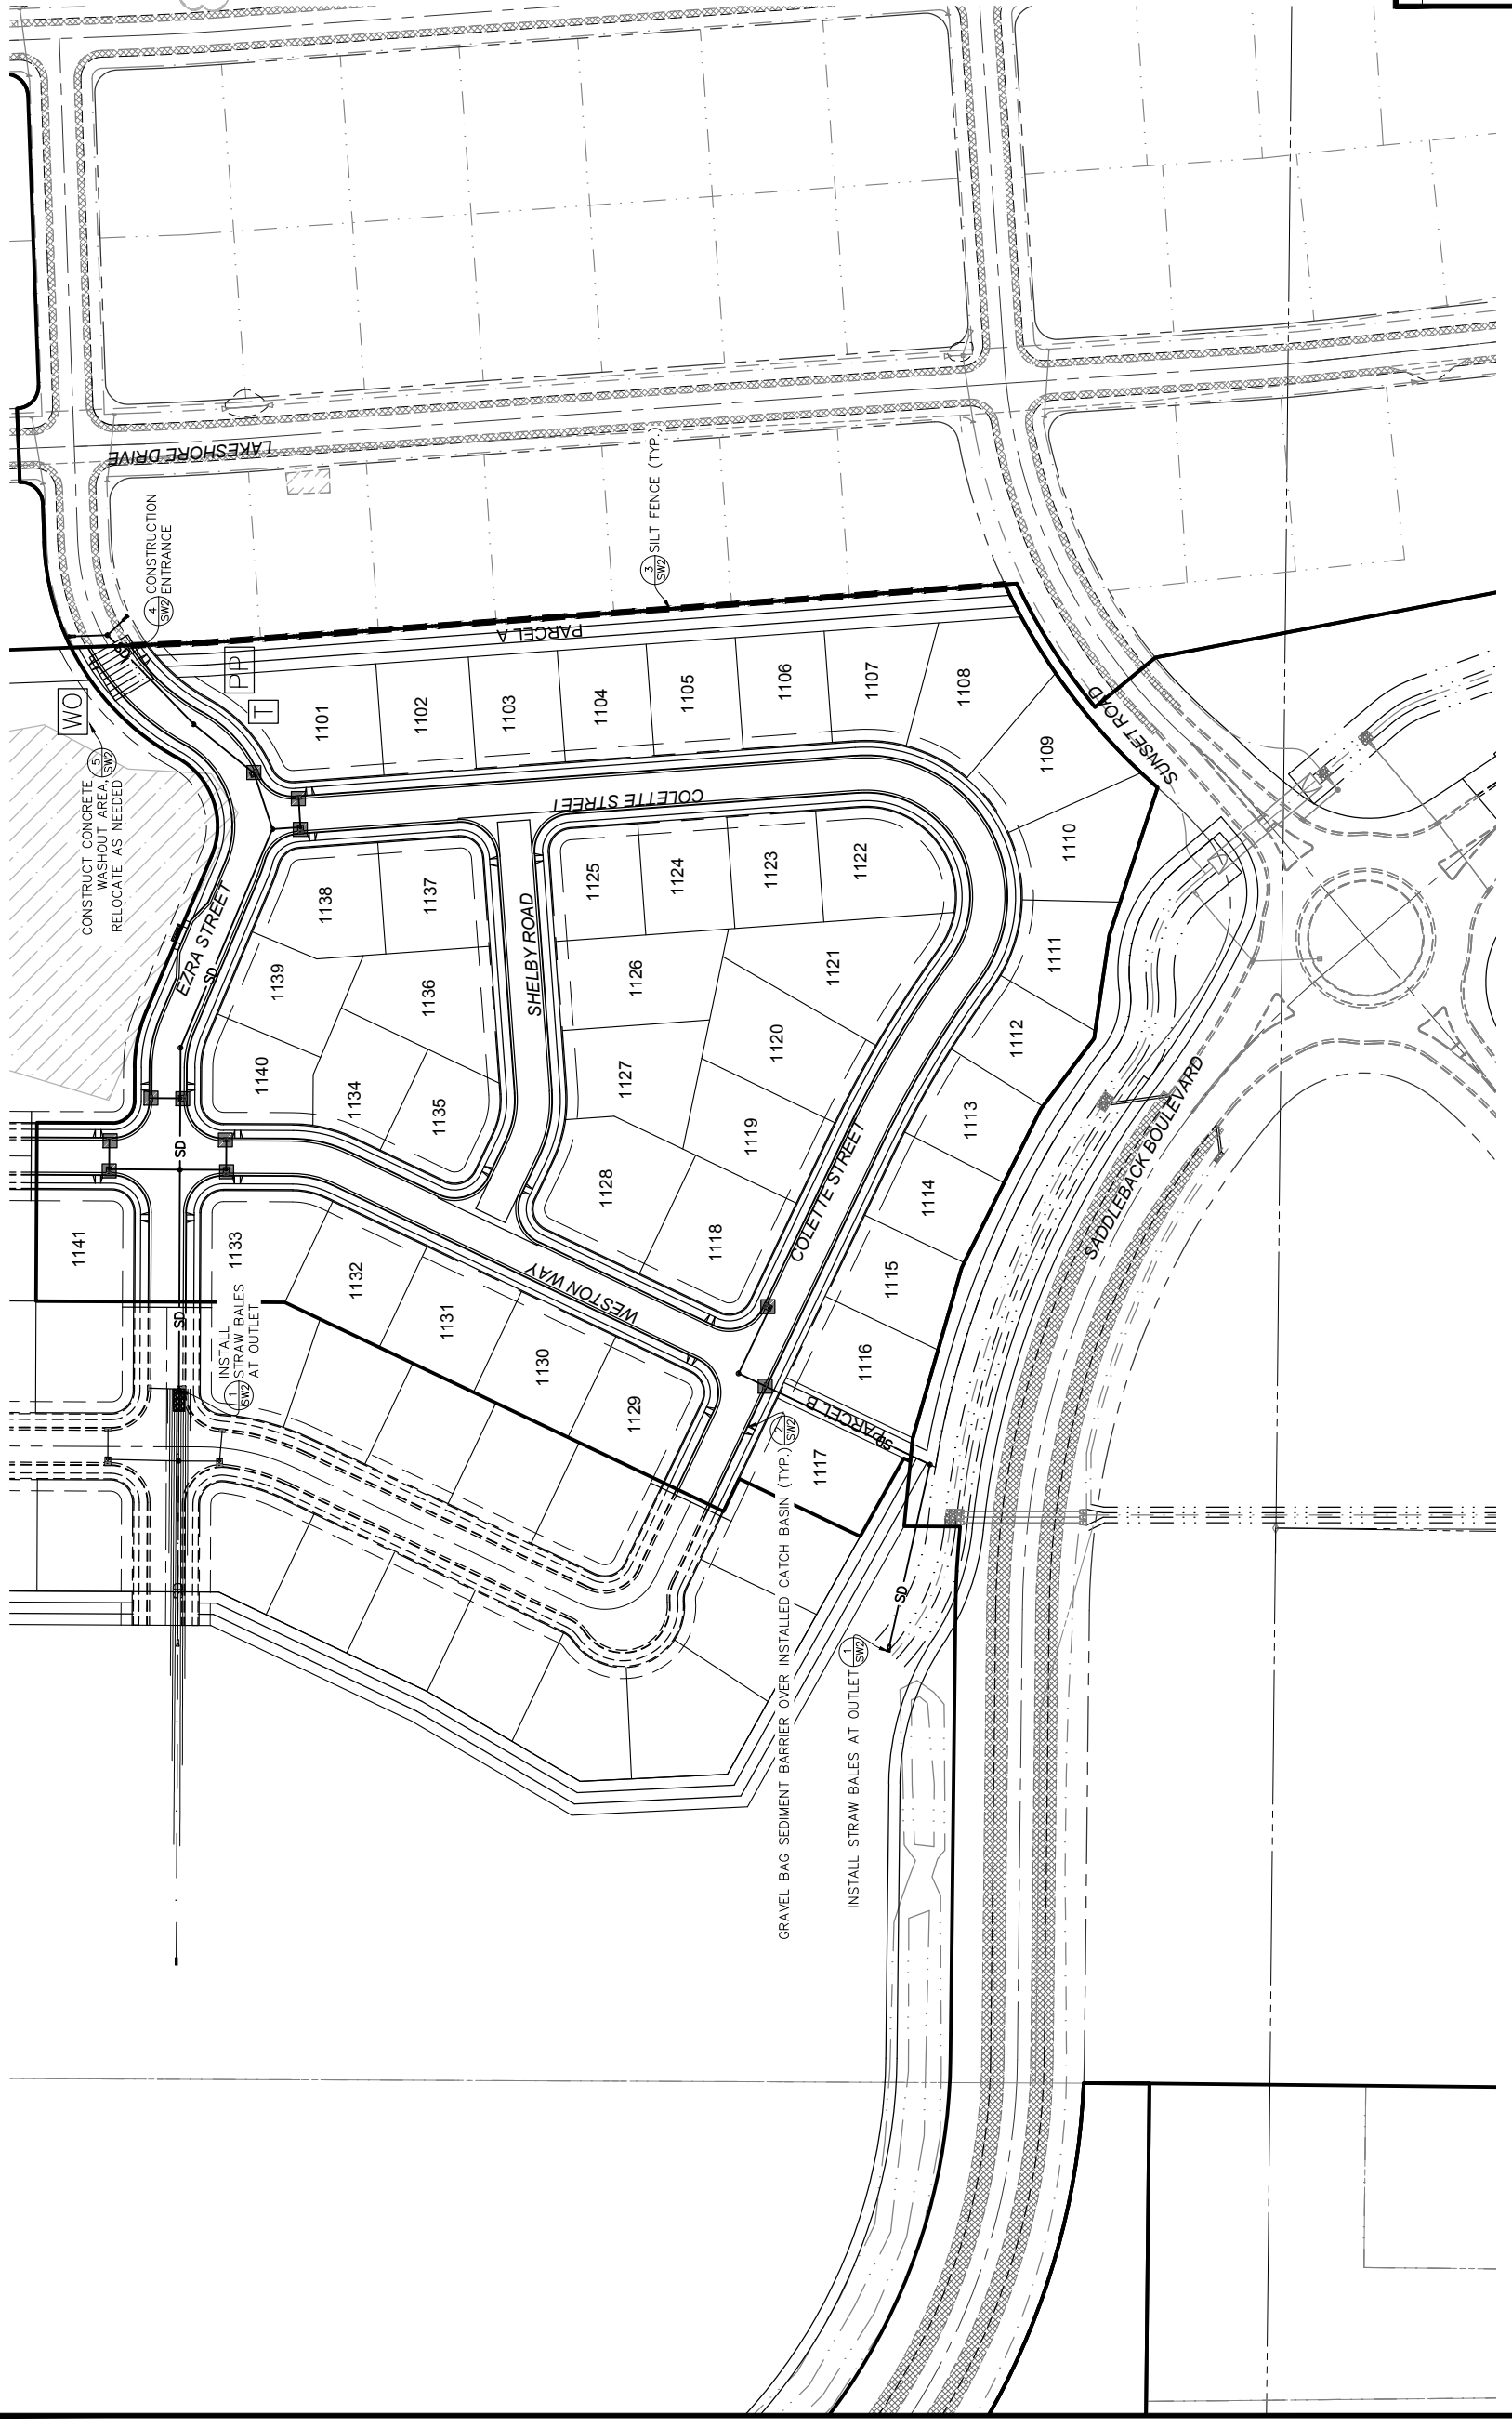 LAKESHORE DRIVE
4
SW2
CONSTRUCTION
ENTRANCE
3
SW2
SILT FENCE (TYP.)
PARCEL A
SD
WO
PP
T
CONSTRUCT CONCRETE
WASHOUT AREA,
RELOCATE AS NEEDED
5
SW2
1101
1102
1103
1104
1105
1106
1107
1108
1109
1110
1111
1112
1113
1114
1115
1116
1117
SUNSET ROAD
COLETTE STREET
EZRA STREET
SD
SHELBY ROAD
1138
1137
1139
1136
1140
1134
1135
1125
1124
1123
1122
1126
1121
1127
1120
1128
1119
1118
COLETTE STREET
SADDLEBACK BOULEVARD
SD
1141
1133
1132
1131
1130
1129
WESTON WAY
SD
INSTALL
STRAW BALES
AT OUTLET
1
SW2
PARCEL B
SD
GRAVEL BAG SEDIMENT BARRIER OVER INSTALLED CATCH BASIN (TYP.)
2
SW2
SD
SD
INSTALL STRAW BALES AT OUTLET
1
SW2